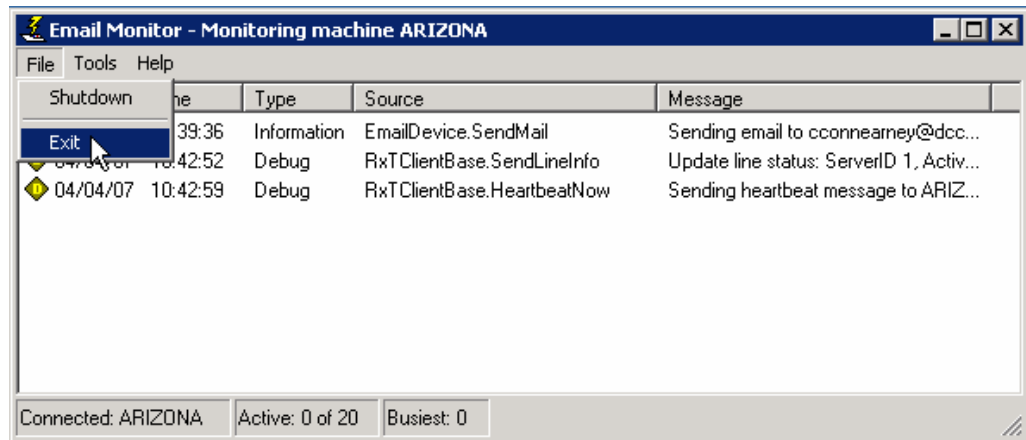 Email Monitor - Monitoring machine ARIZONA
File Tools Help
Shutdown
Exit
Type Source Message
39:36 Information EmailDevice.SendMail Sending email to cconnearney@dcc...
10:42:52 Debug RxTClientBase.SendLineInfo Update line status: ServerID 1, Activ...
04/04/07 10:42:59 Debug RxTClientBase.HeartbeatNow Sending heartbeat message to ARIZ...
Connected: ARIZONA Active: 0 of 20 Busiest: 0